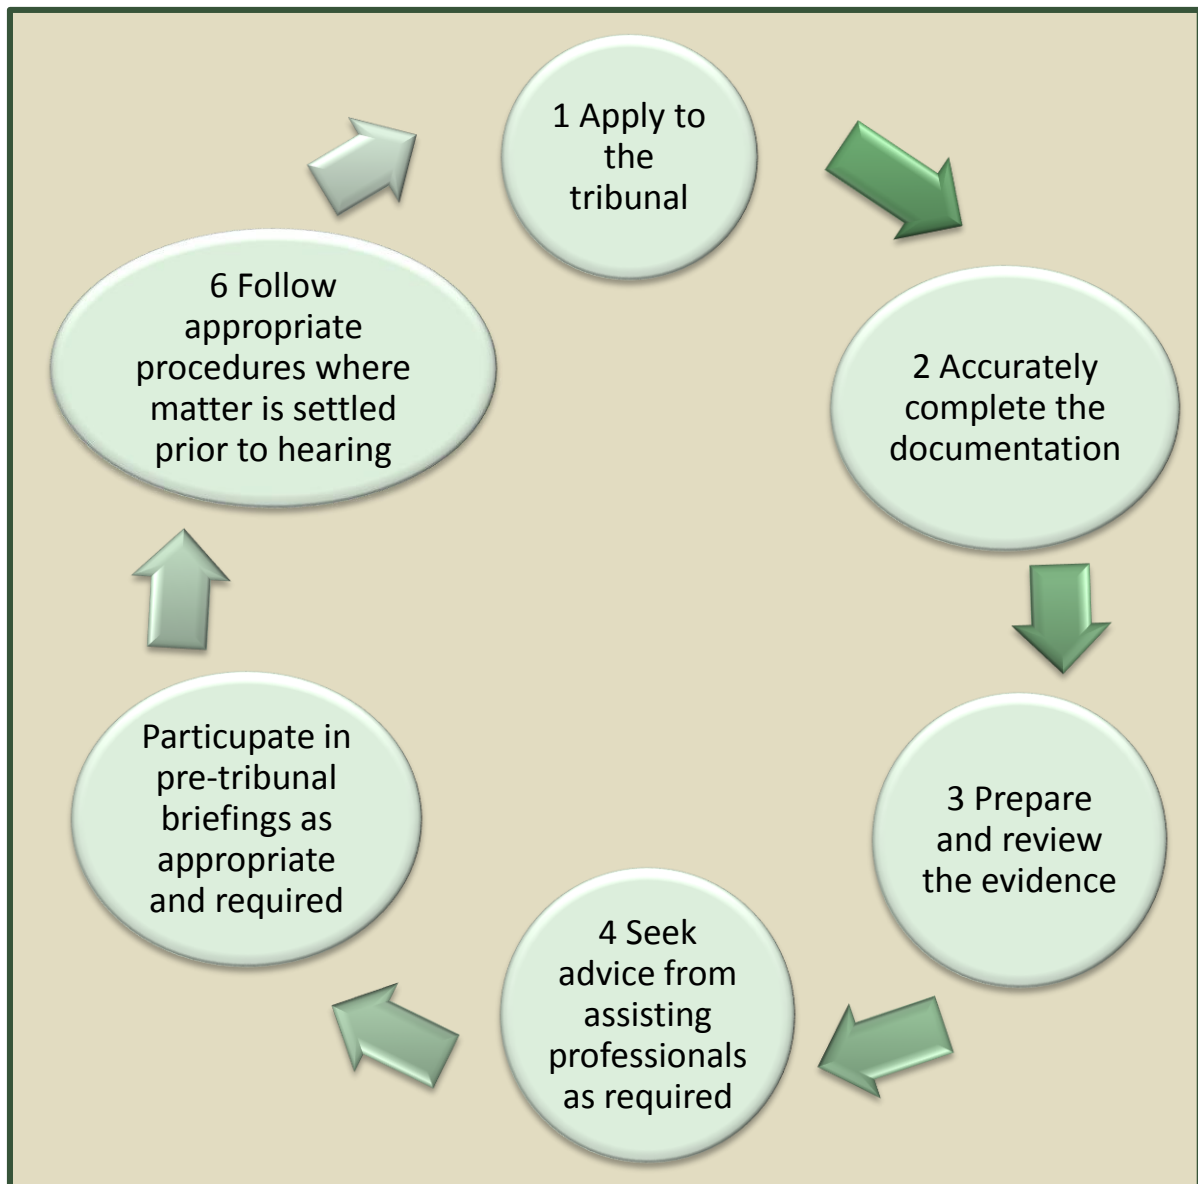 1 Apply to
the
tribunal
2 Accurately
complete the
documentation
3 Prepare
and review
the evidence
4 Seek
advice from
assisting
professionals
as required
Particupate in
pre-tribunal
briefings as
appropriate
and required
6 Follow
appropriate
procedures where
matter is settled
prior to hearing